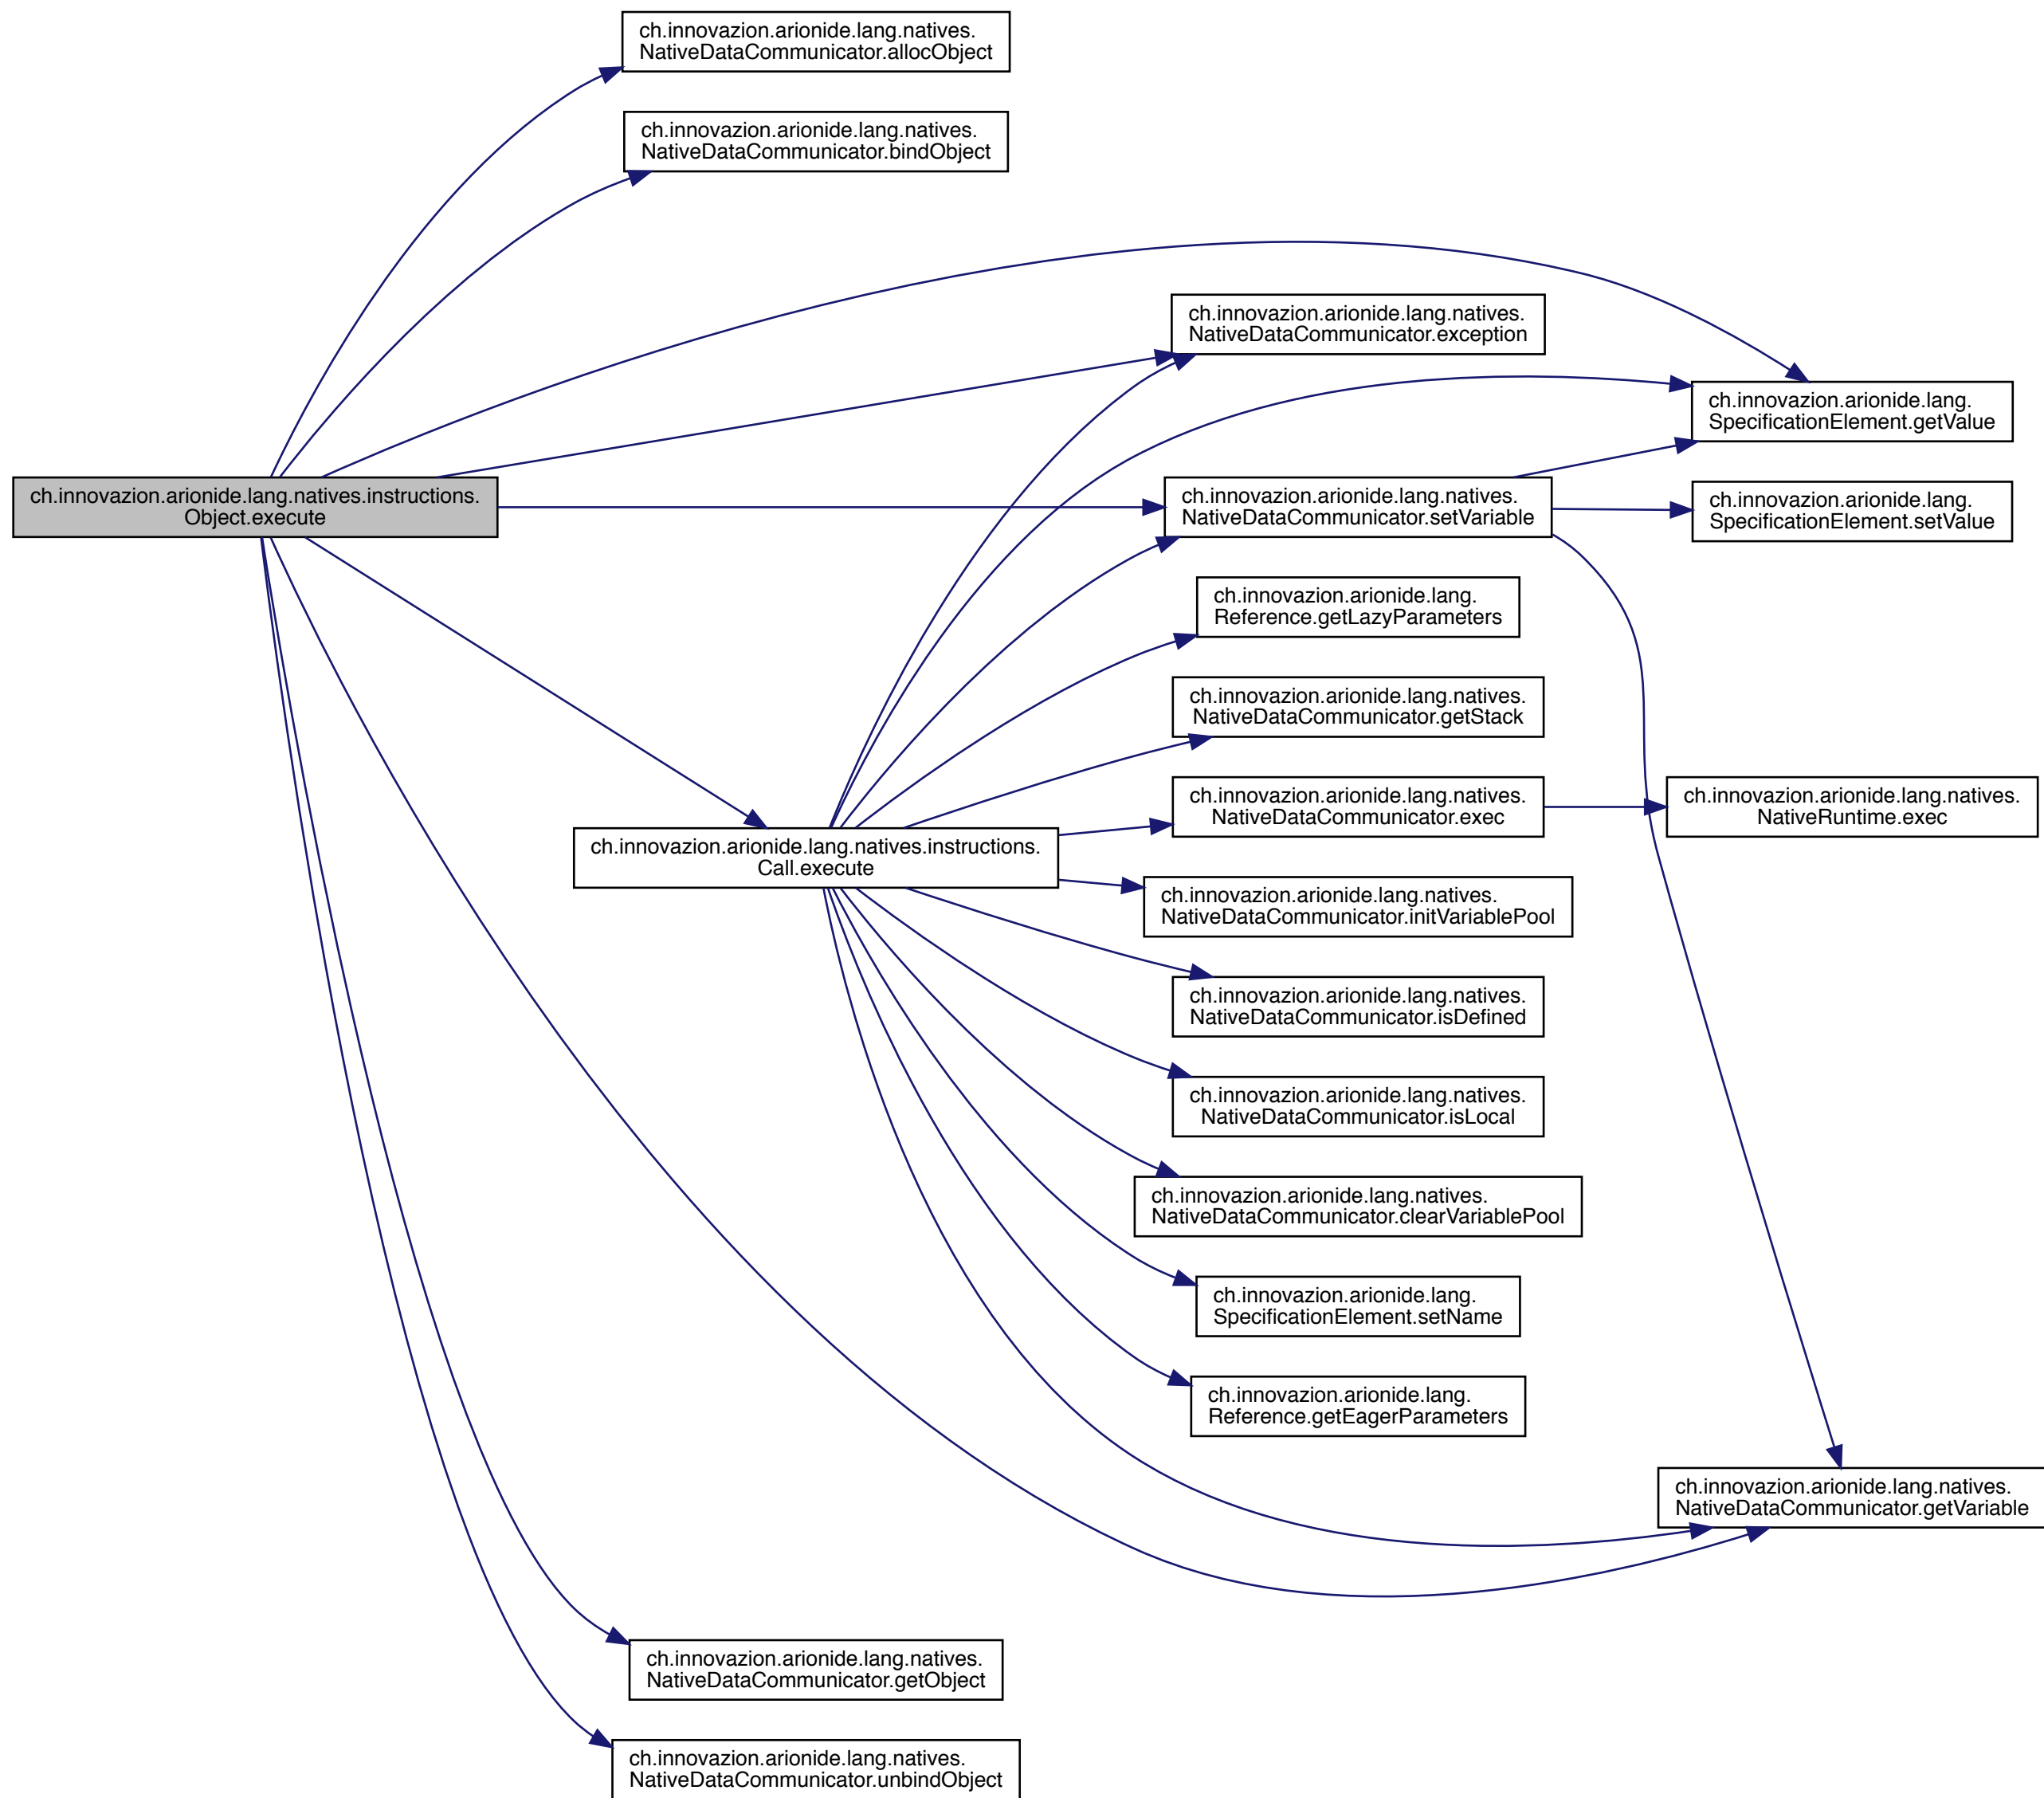 ch.innovazion.arionide.lang.natives.
NativeDataCommunicator.allocObject
ch.innovazion.arionide.lang.natives.
NativeDataCommunicator.bindObject
ch.innovazion.arionide.lang.natives.
NativeDataCommunicator.exception
ch.innovazion.arionide.lang.
SpecificationElement.getValue
ch.innovazion.arionide.lang.natives.instructions.
Object.execute
ch.innovazion.arionide.lang.natives.
NativeDataCommunicator.setVariable
ch.innovazion.arionide.lang.
SpecificationElement.setValue
ch.innovazion.arionide.lang.
Reference.getLazyParameters
ch.innovazion.arionide.lang.natives.
NativeDataCommunicator.getStack
ch.innovazion.arionide.lang.natives.
NativeDataCommunicator.exec
ch.innovazion.arionide.lang.natives.
NativeRuntime.exec
ch.innovazion.arionide.lang.natives.instructions.
Call.execute
ch.innovazion.arionide.lang.natives.
NativeDataCommunicator.initVariablePool
ch.innovazion.arionide.lang.natives.
NativeDataCommunicator.isDefined
ch.innovazion.arionide.lang.natives.
NativeDataCommunicator.isLocal
ch.innovazion.arionide.lang.natives.
NativeDataCommunicator.clearVariablePool
ch.innovazion.arionide.lang.
SpecificationElement.setName
ch.innovazion.arionide.lang.
Reference.getEagerParameters
ch.innovazion.arionide.lang.natives.
NativeDataCommunicator.getVariable
ch.innovazion.arionide.lang.natives.
NativeDataCommunicator.getObject
ch.innovazion.arionide.lang.natives.
NativeDataCommunicator.unbindObject